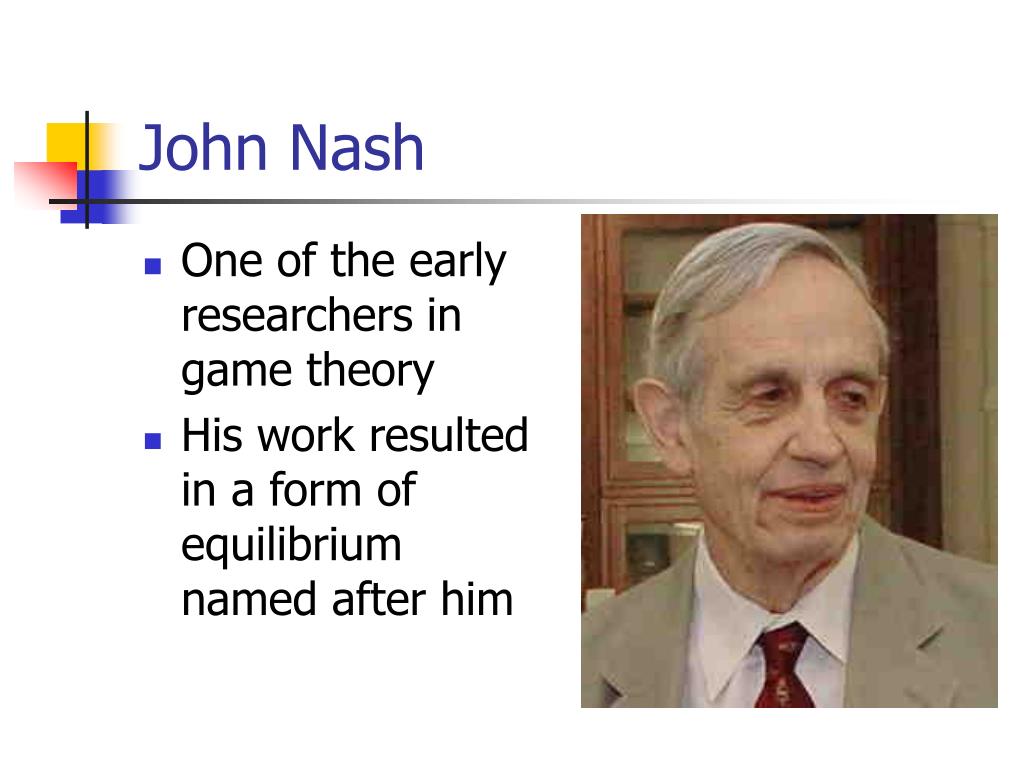 John Nash
One of the early
researchers in
game theory
His work resulted
in a form of
equilibrium
named after him